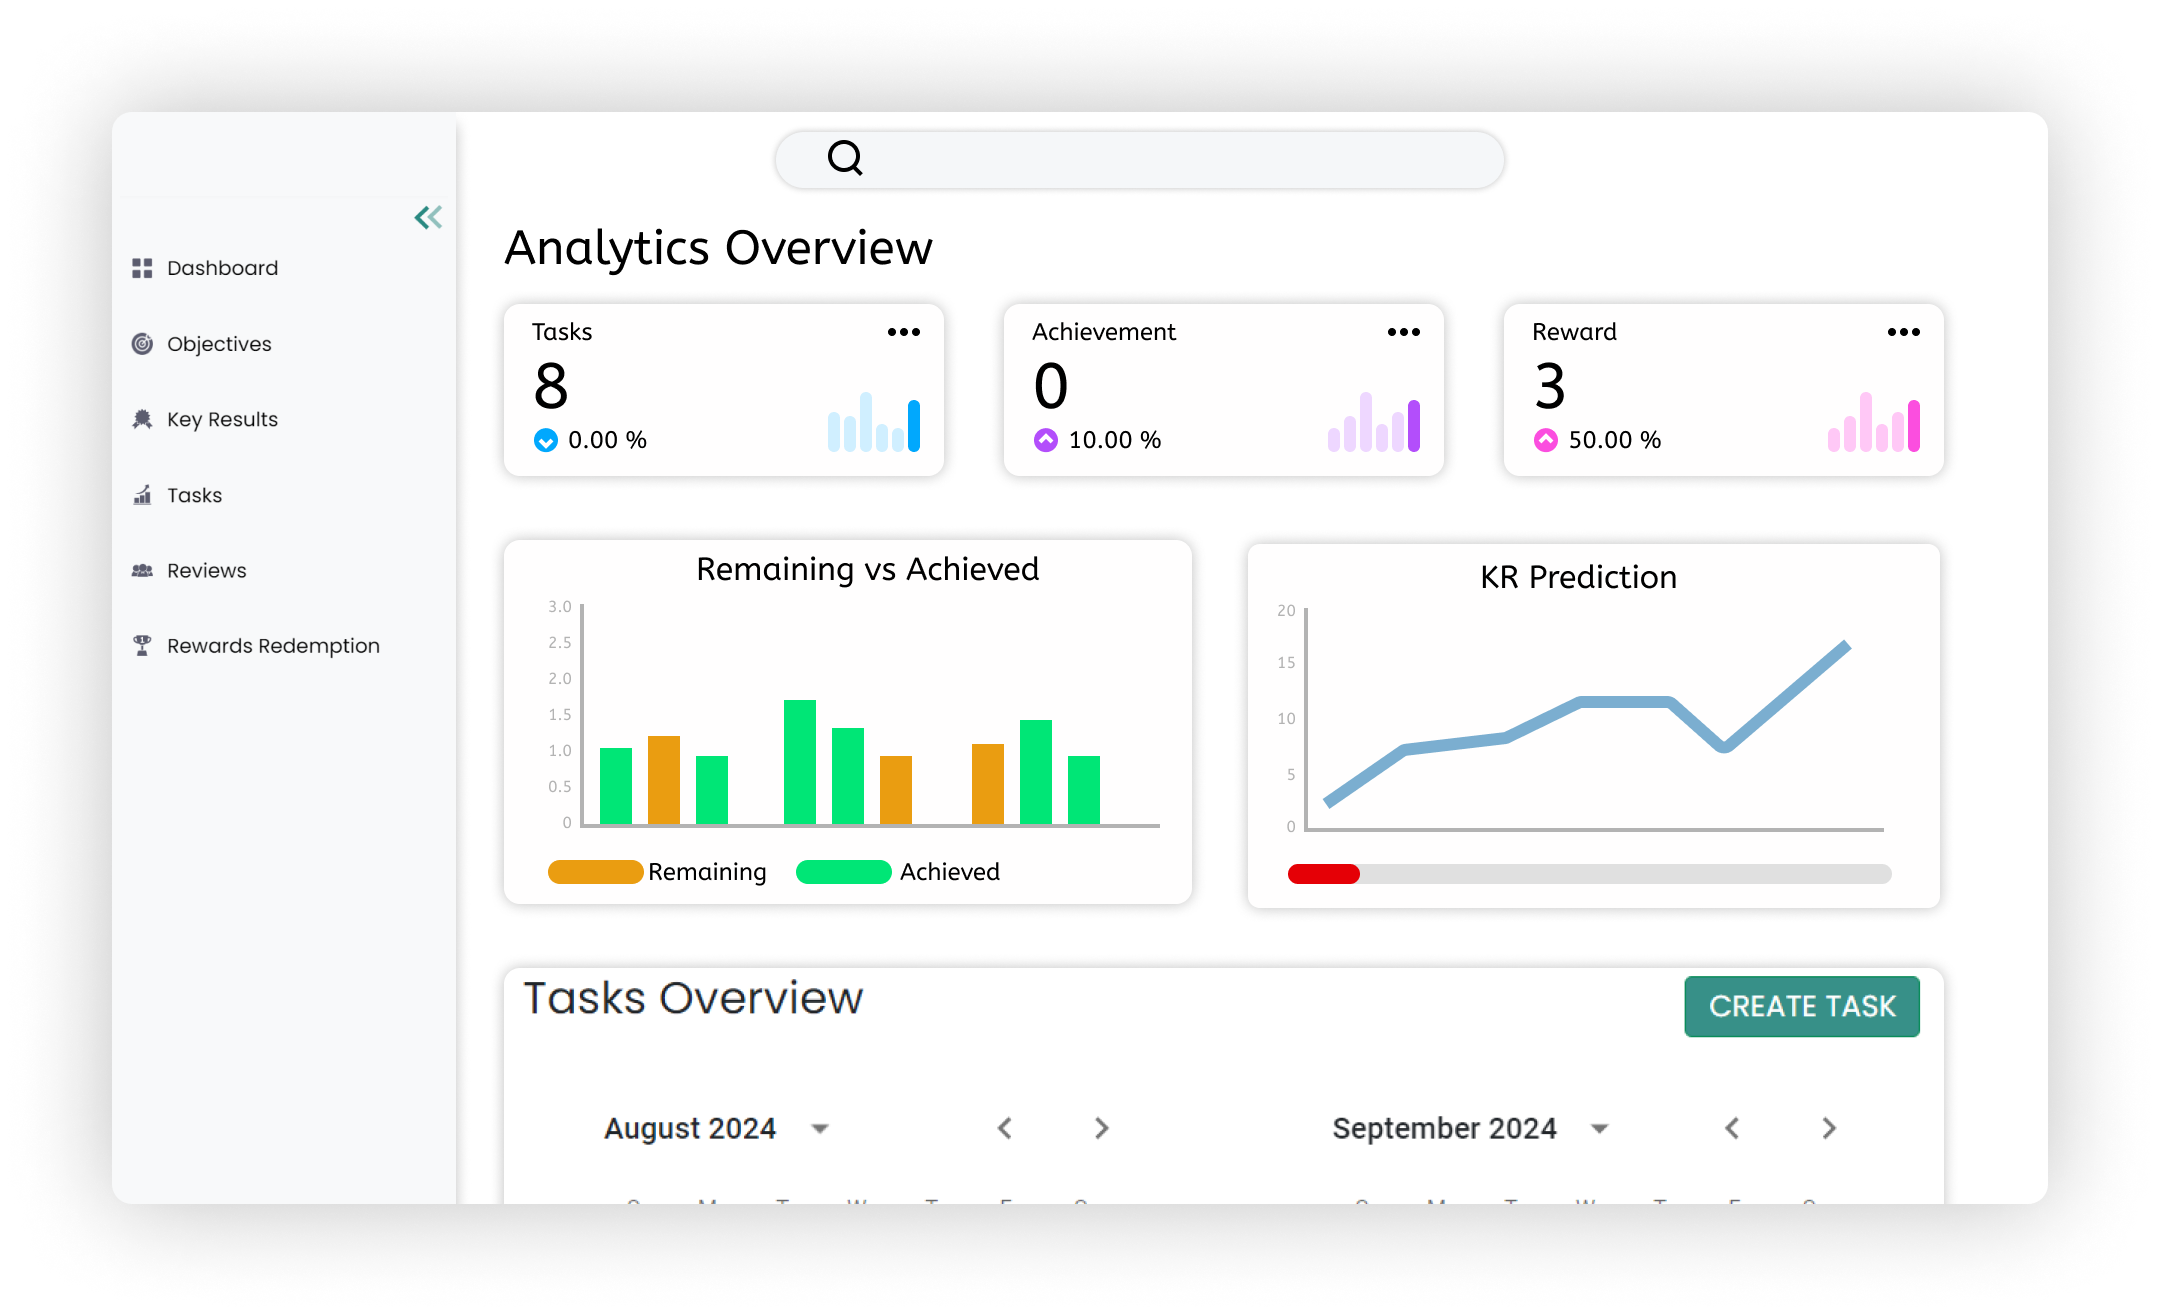 Dashboard
Objectives
Key Results
Tasks
Reviews
Rewards Redemption
Analytics Overview
Tasks
8
0.00 %
Achievement
0
10.00 %
Reward
3
50.00 %
Remaining vs Achieved
3.0
2.5
2.0
1.5
1.0
0.5
0
Remaining Achieved
KR Prediction
20
15
10
5
0
Tasks Overview
CREATE TASK
August 2024
September 2024